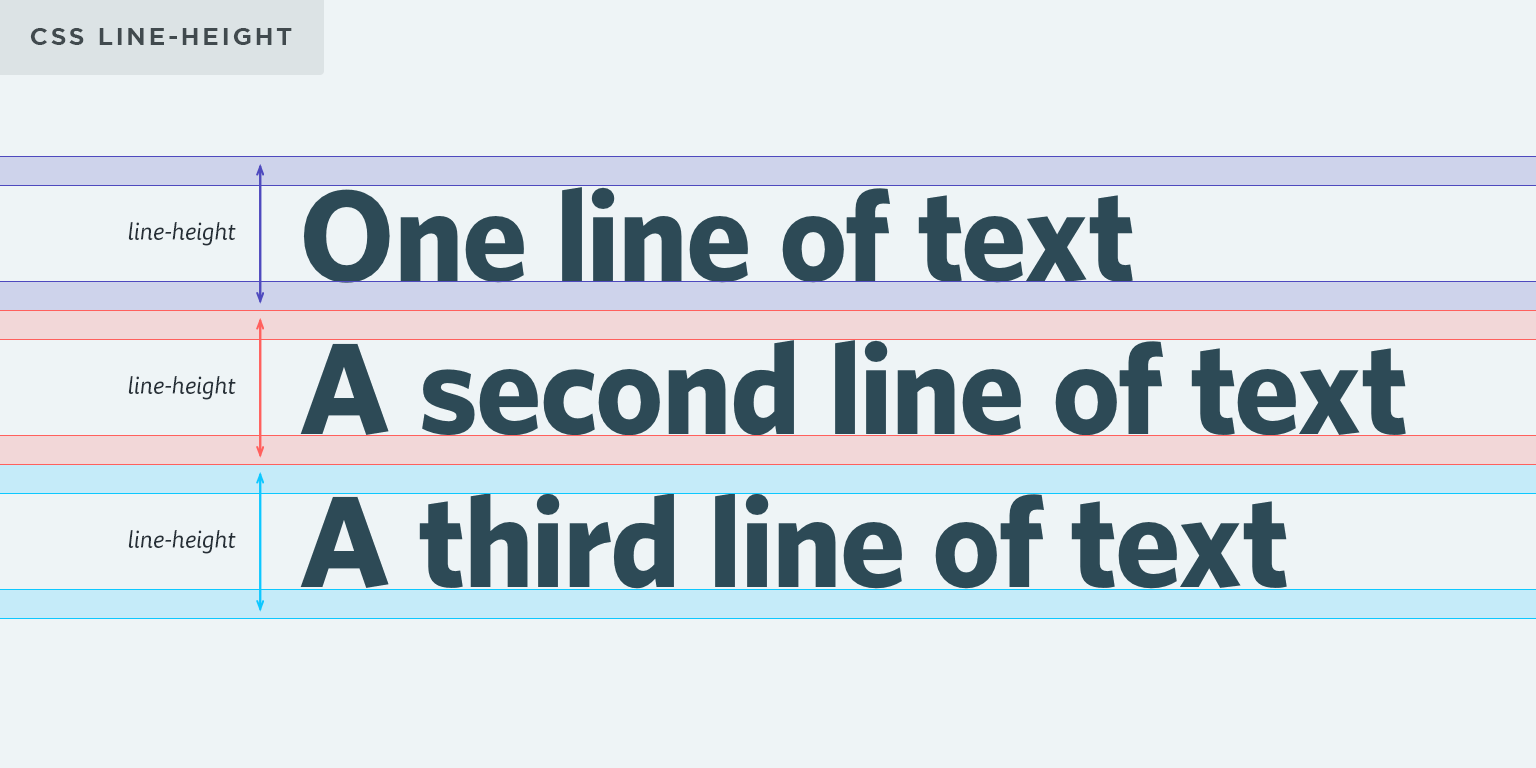 CSS LINE-HEIGHT
line-height
One line of text
line-height
A second line of text
line-height
A third line of text